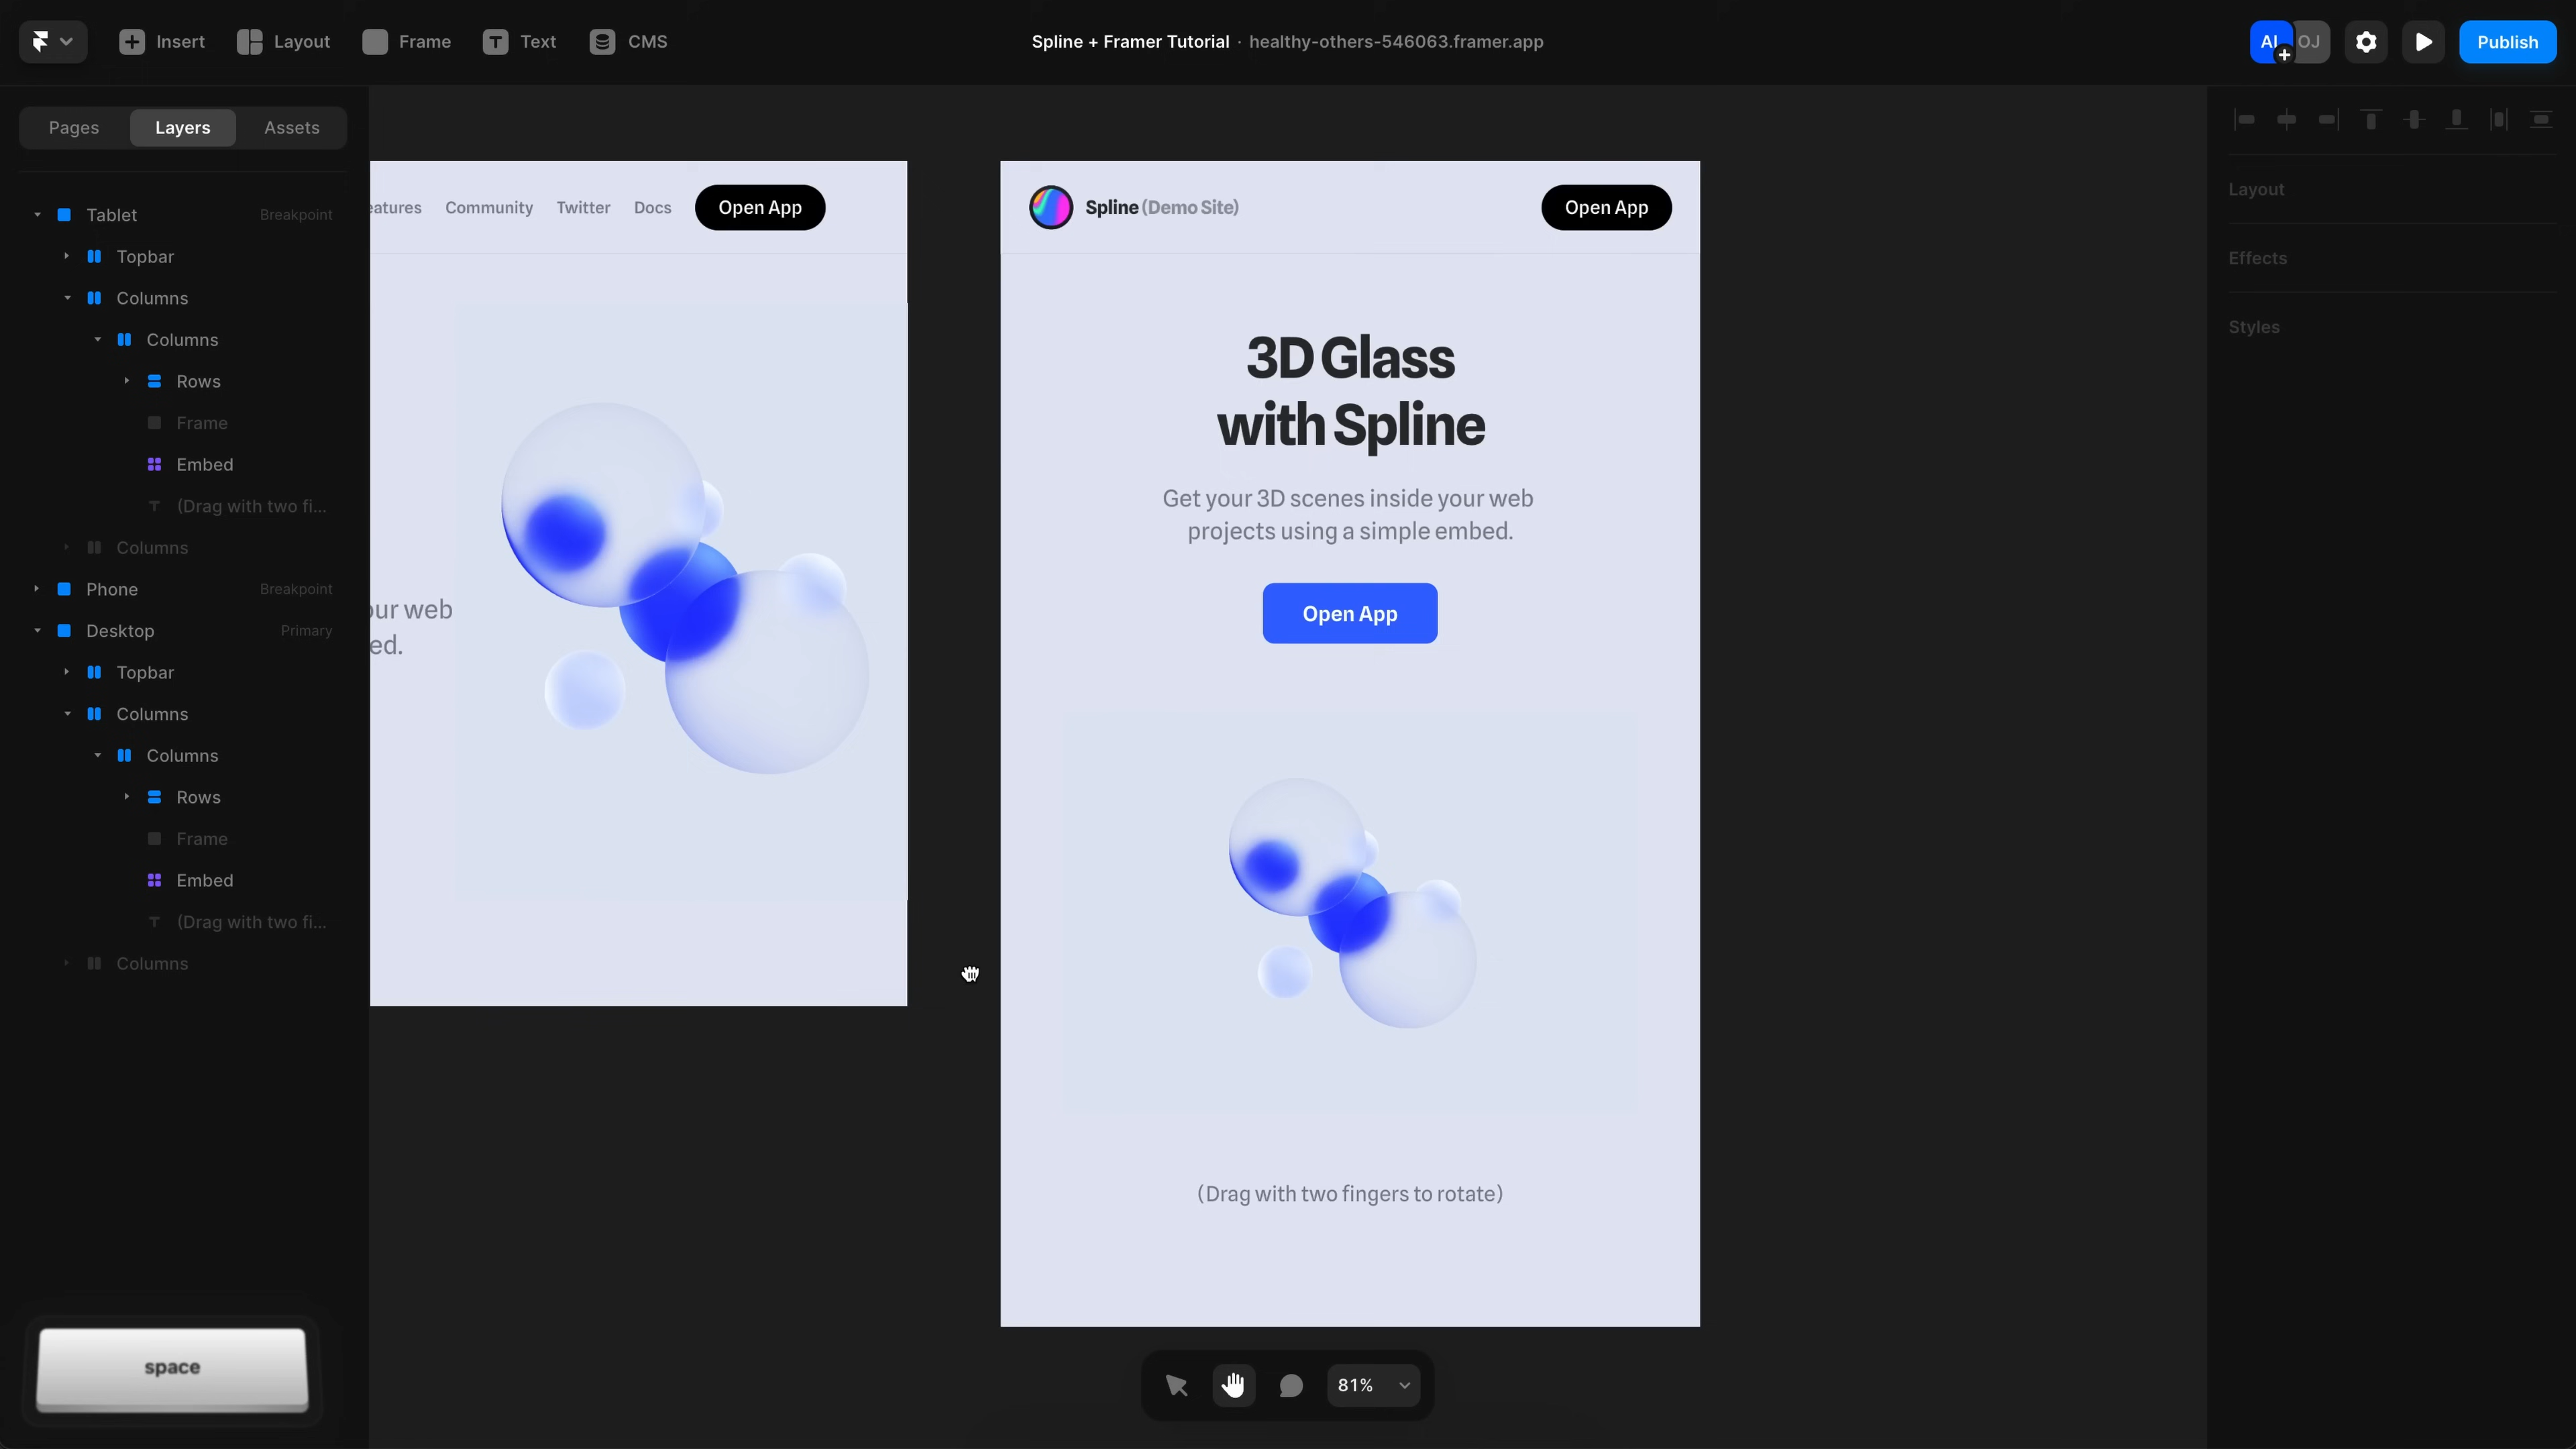 Insert
Layout
Frame
Text
CMS
Spline + Framer Tutorial · healthy-others-546063.framer.app
AI
OJ
Publish
Pages
Layers
Assets
Tablet Breakpoint
Topbar
Columns
Columns
Rows
Frame
Embed
(Drag with two fi...
Columns
Phone Breakpoint
Desktop Primary
Topbar
Columns
Columns
Rows
Frame
Embed
(Drag with two fi...
Columns
space
eatures
Community
Twitter
Docs
Open App
our web
ed.
Spline (Demo Site)
Open App
3D Glass
with Spline
Get your 3D scenes inside your web
projects using a simple embed.
Open App
(Drag with two fingers to rotate)
81%
Layout
Effects
Styles